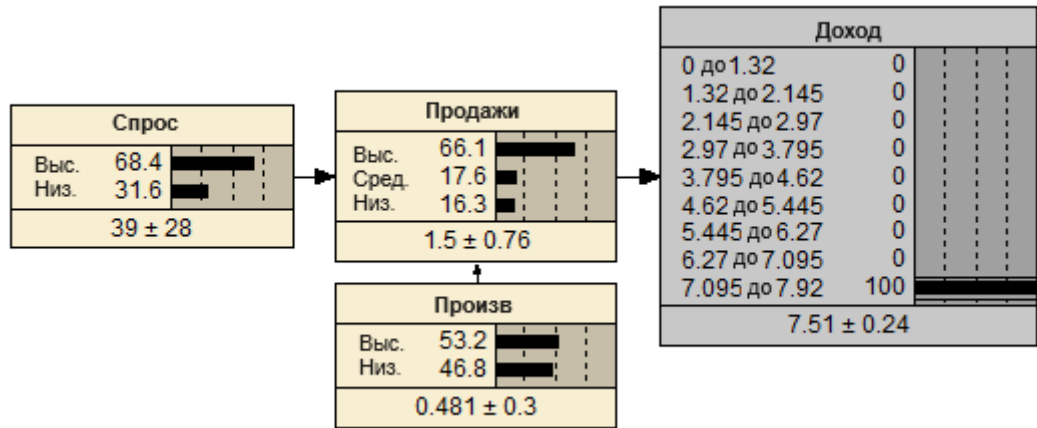 Спрос
Выс. 68.4
Низ. 31.6
39 ± 28
Продажи
Выс. 66.1
Сред. 17.6
Низ. 16.3
1.5 ± 0.76
Произв
Выс. 53.2
Низ. 46.8
0.481 ± 0.3
Доход
0 до 1.32 0
1.32 до 2.145 0
2.145 до 2.97 0
2.97 до 3.795 0
3.795 до 4.62 0
4.62 до 5.445 0
5.445 до 6.27 0
6.27 до 7.095 0
7.095 до 7.92 100
7.51 ± 0.24